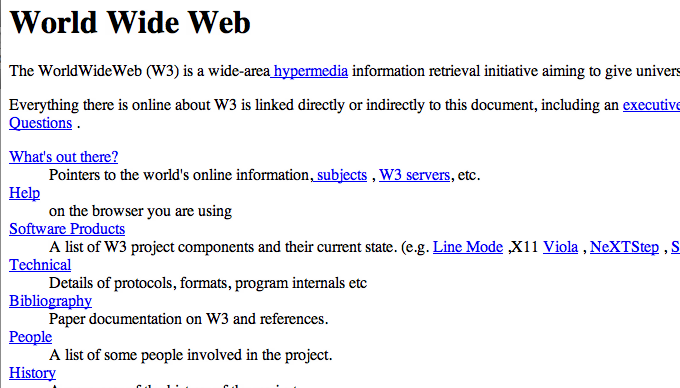 World Wide Web
The WorldWideWeb (W3) is a wide-area hypermedia information retrieval initiative aiming to give univers
Everything there is online about W3 is linked directly or indirectly to this document, including an executive
Questions .
What's out there?
Pointers to the world's online information, subjects , W3 servers, etc.
Help
on the browser you are using
Software Products
A list of W3 project components and their current state. (e.g. Line Mode ,X11 Viola , NeXTStep , S
Technical
Details of protocols, formats, program internals etc
Bibliography
Paper documentation on W3 and references.
People
A list of some people involved in the project.
History